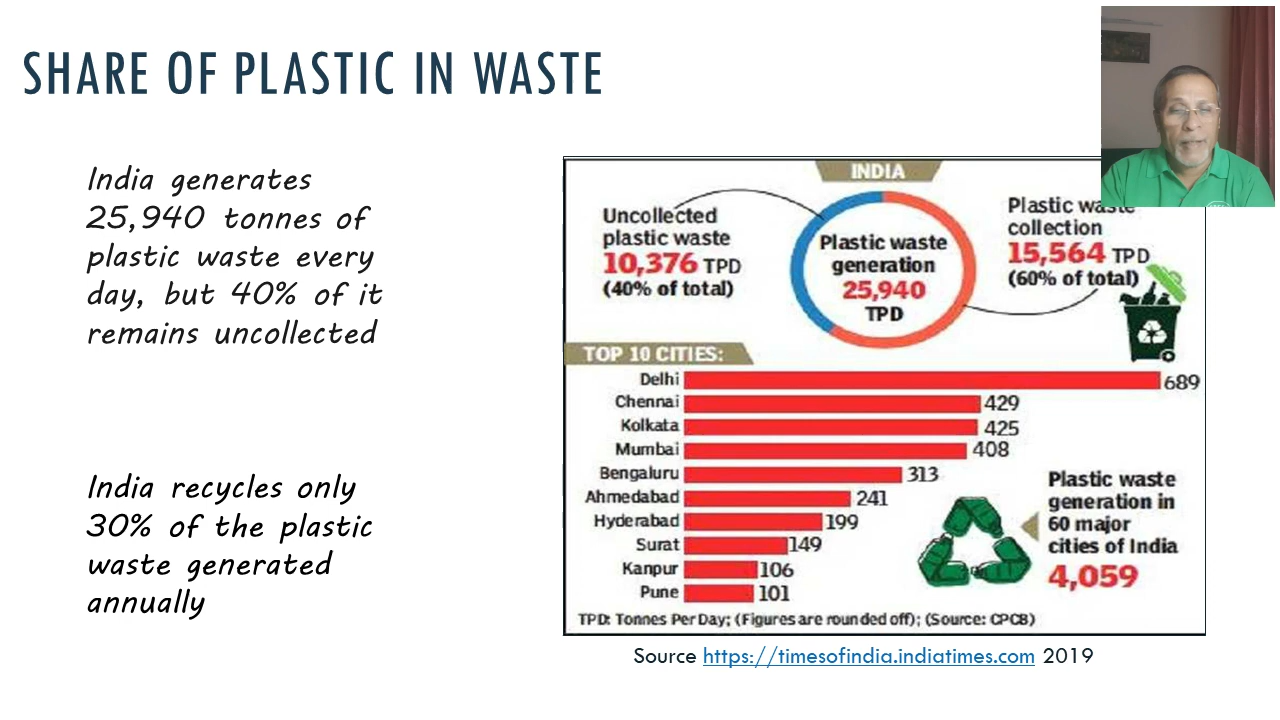 SHARE OF PLASTIC IN WASTE
India generates
25,940 tonnes of
plastic waste every
day, but 40% of it
remains uncollected
India recycles only
30% of the plastic
waste generated
annually
INDIA
Uncollected
plastic waste
10,376 TPD
(40% of total)
Plastic waste
generation
25,940
TPD
Plastic waste
collection
15,564 TPD
(60% of total)
TOP 10 CITIES:
Delhi 689
Chennai 429
Kolkata 425
Mumbai 408
Bengaluru 313
Ahmedabad 241
Hyderabad 199
Surat 149
Kanpur 106
Pune 101
Plastic waste
generation in
60 major
cities of India
4,059
TPD: Tonnes Per Day; (Figures are rounded off); (Source: CPCB)
Source https://timesofindia.indiatimes.com 2019